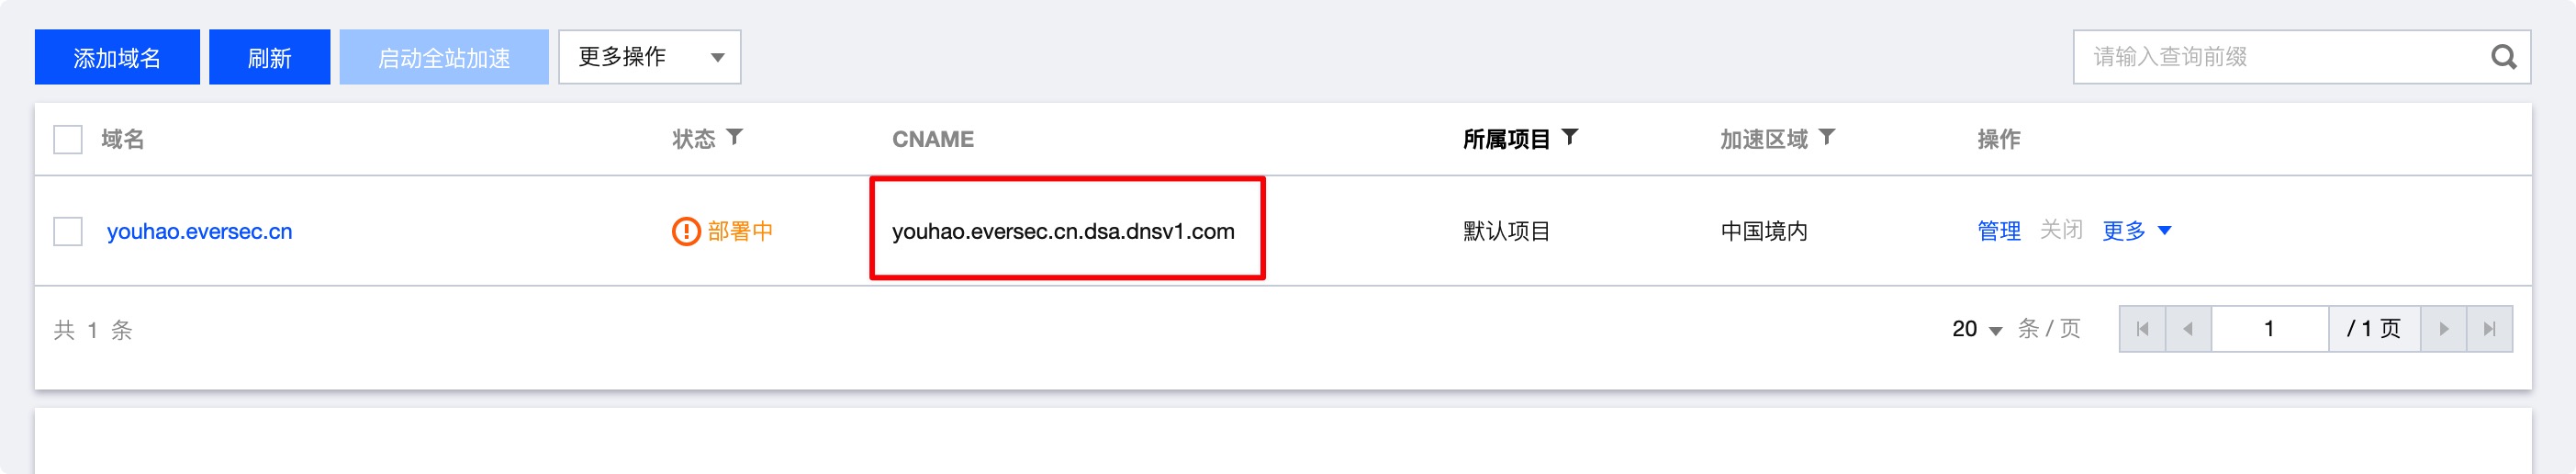 添加域名 刷新 启动全站加速 更多操作 请输入查询前缀
域名 状态 CNAME 所属项目 加速区域 操作
youhao.eversec.cn 部署中 youhao.eversec.cn.dsa.dnsv1.com 默认项目 中国境内 管理 关闭 更多
共 1 条 20 条 / 页 1 / 1 页